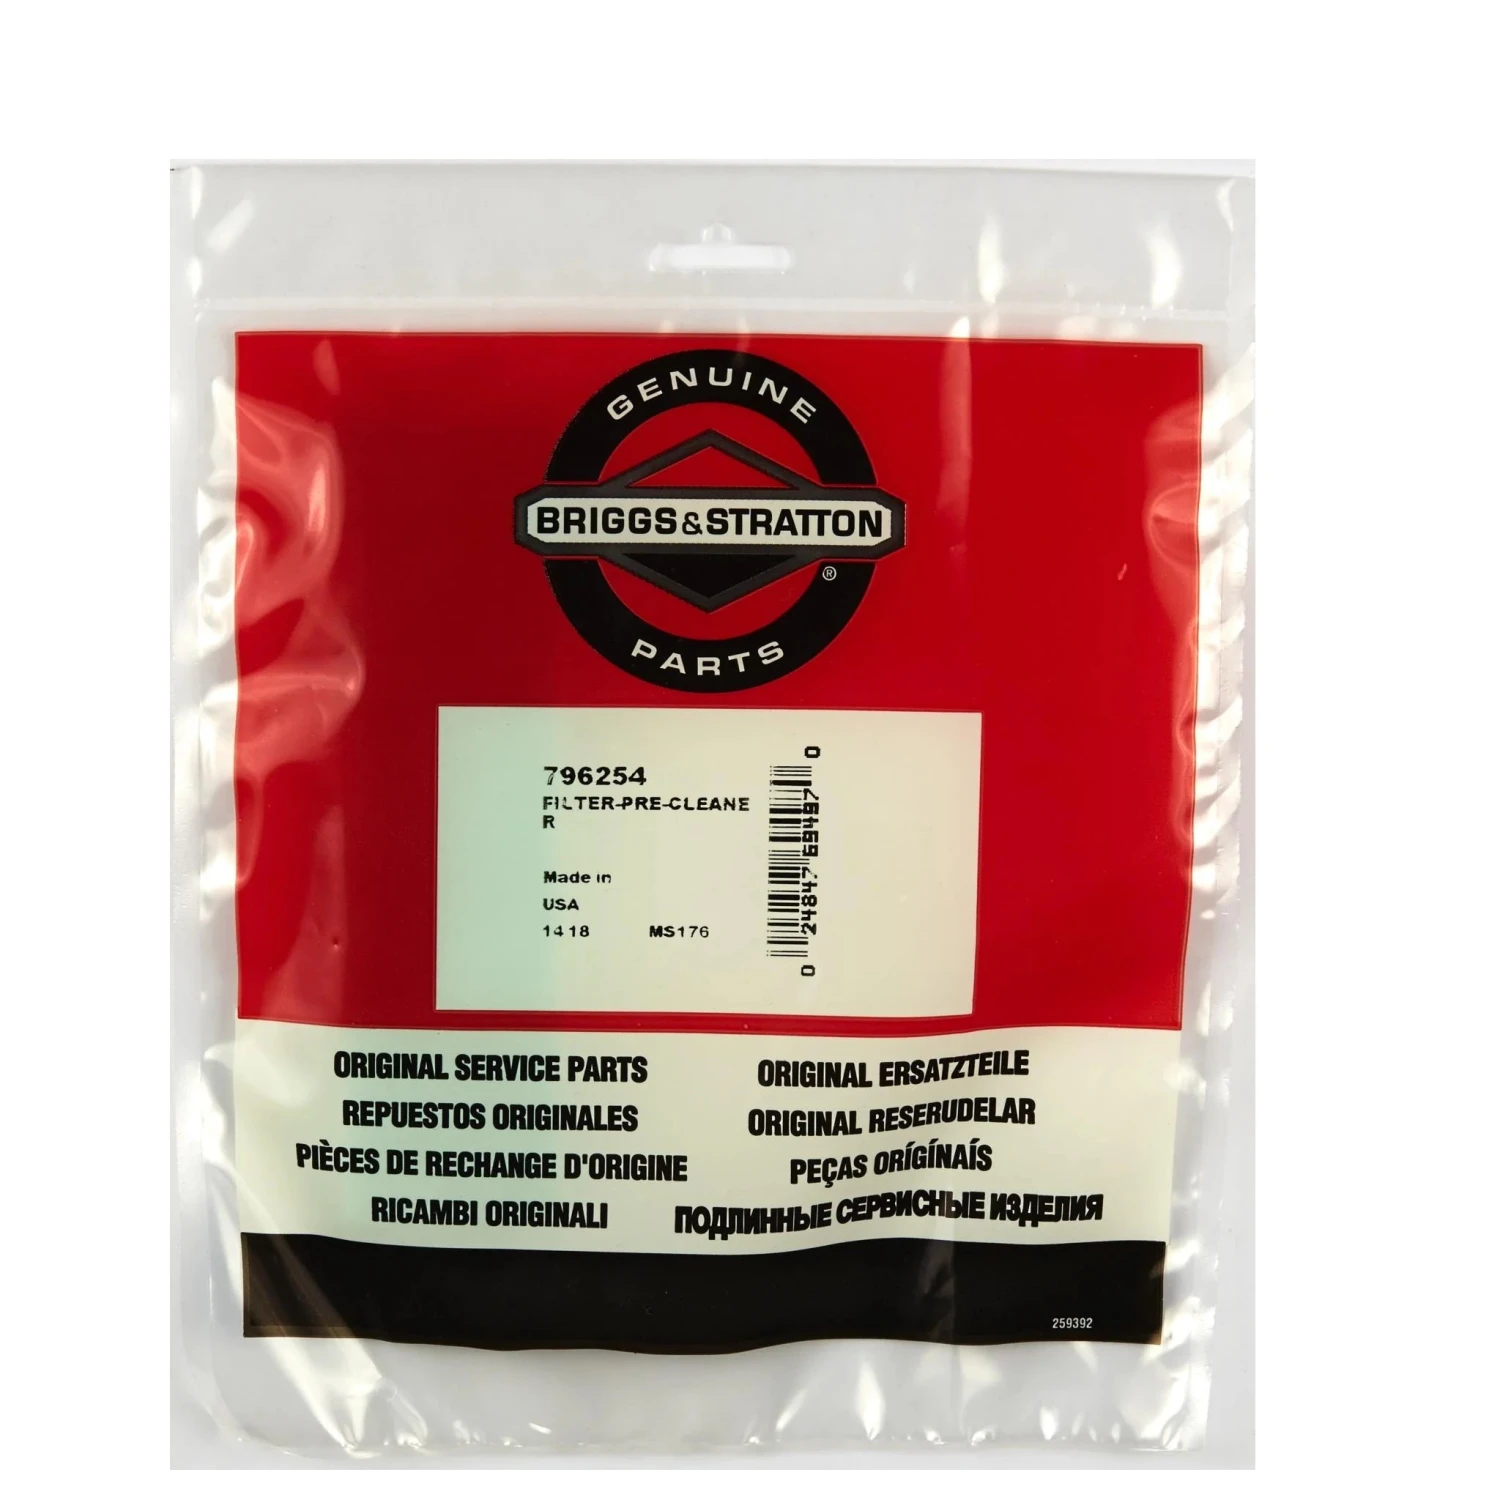 GENUINE
BRIGGS&STRATTON
®
PARTS
796254
FILTER-PRE-CLEANE
R
Made in
USA
1418 MS176
0 24847 69497 0
ORIGINAL SERVICE PARTS
REPUESTOS ORIGINALES
PIÈCES DE RECHANGE D'ORIGINE
RICAMBI ORIGINALI
ORIGINAL ERSATZTEILE
ORIGINAL RESERUDELAR
PEÇAS ORÍGÍNAÍS
ПОДЛИННЫЕ СЕРВИСНЫЕ ИЗДЕЛИЯ
259392